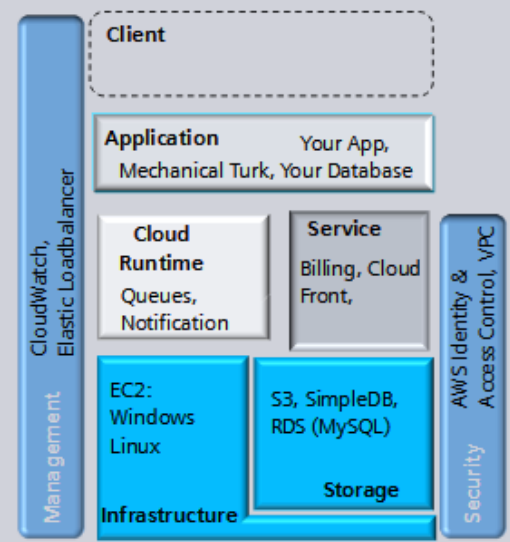 Client
Application
Your App,
Mechanical Turk, Your Database
Cloud
Runtime
Queues,
Notification
Service
Billing, Cloud
Front,
EC2:
Windows
Linux
Infrastructure
S3, SimpleDB,
RDS (MySQL)
Storage
CloudWatch,
Elastic Loadbalancer
Management
AWS Identity &
Access Control, VPC
Security